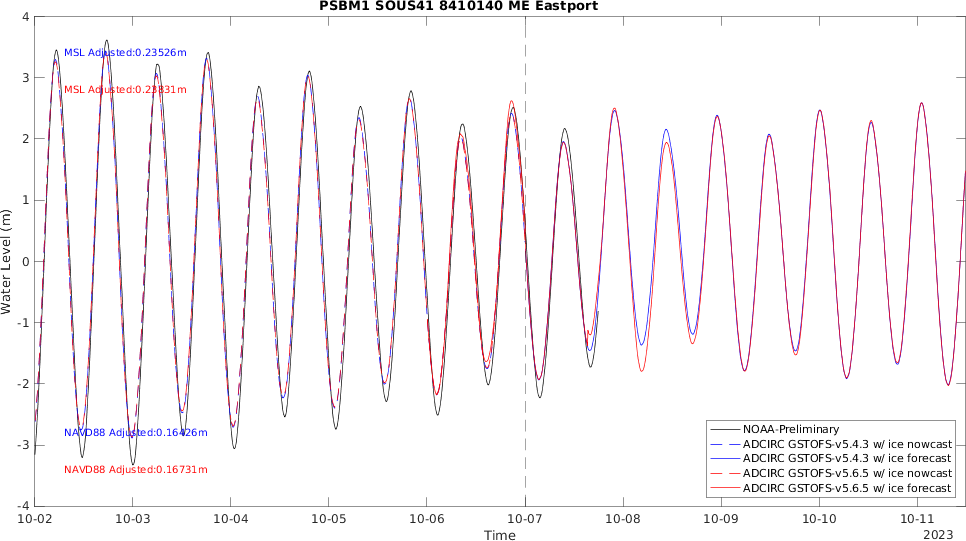 PSBM1 SOUS41 8410140 ME Eastport
4
MSL Adjusted:0.23526m
3
MSL Adjusted:0.23831m
2
1
0
-1
-2
-3
-4
Water Level (m)
NAVD88 Adjusted:0.16426m
NAVD88 Adjusted:0.16731m
NOAA-Preliminary
ADCIRC GSTOFS-v5.4.3 w/ ice nowcast
ADCIRC GSTOFS-v5.4.3 w/ ice forecast
ADCIRC GSTOFS-v5.6.5 w/ ice nowcast
ADCIRC GSTOFS-v5.6.5 w/ ice forecast
10-02 10-03 10-04 10-05 10-06 10-07 10-08 10-09 10-10 10-11
Time
2023